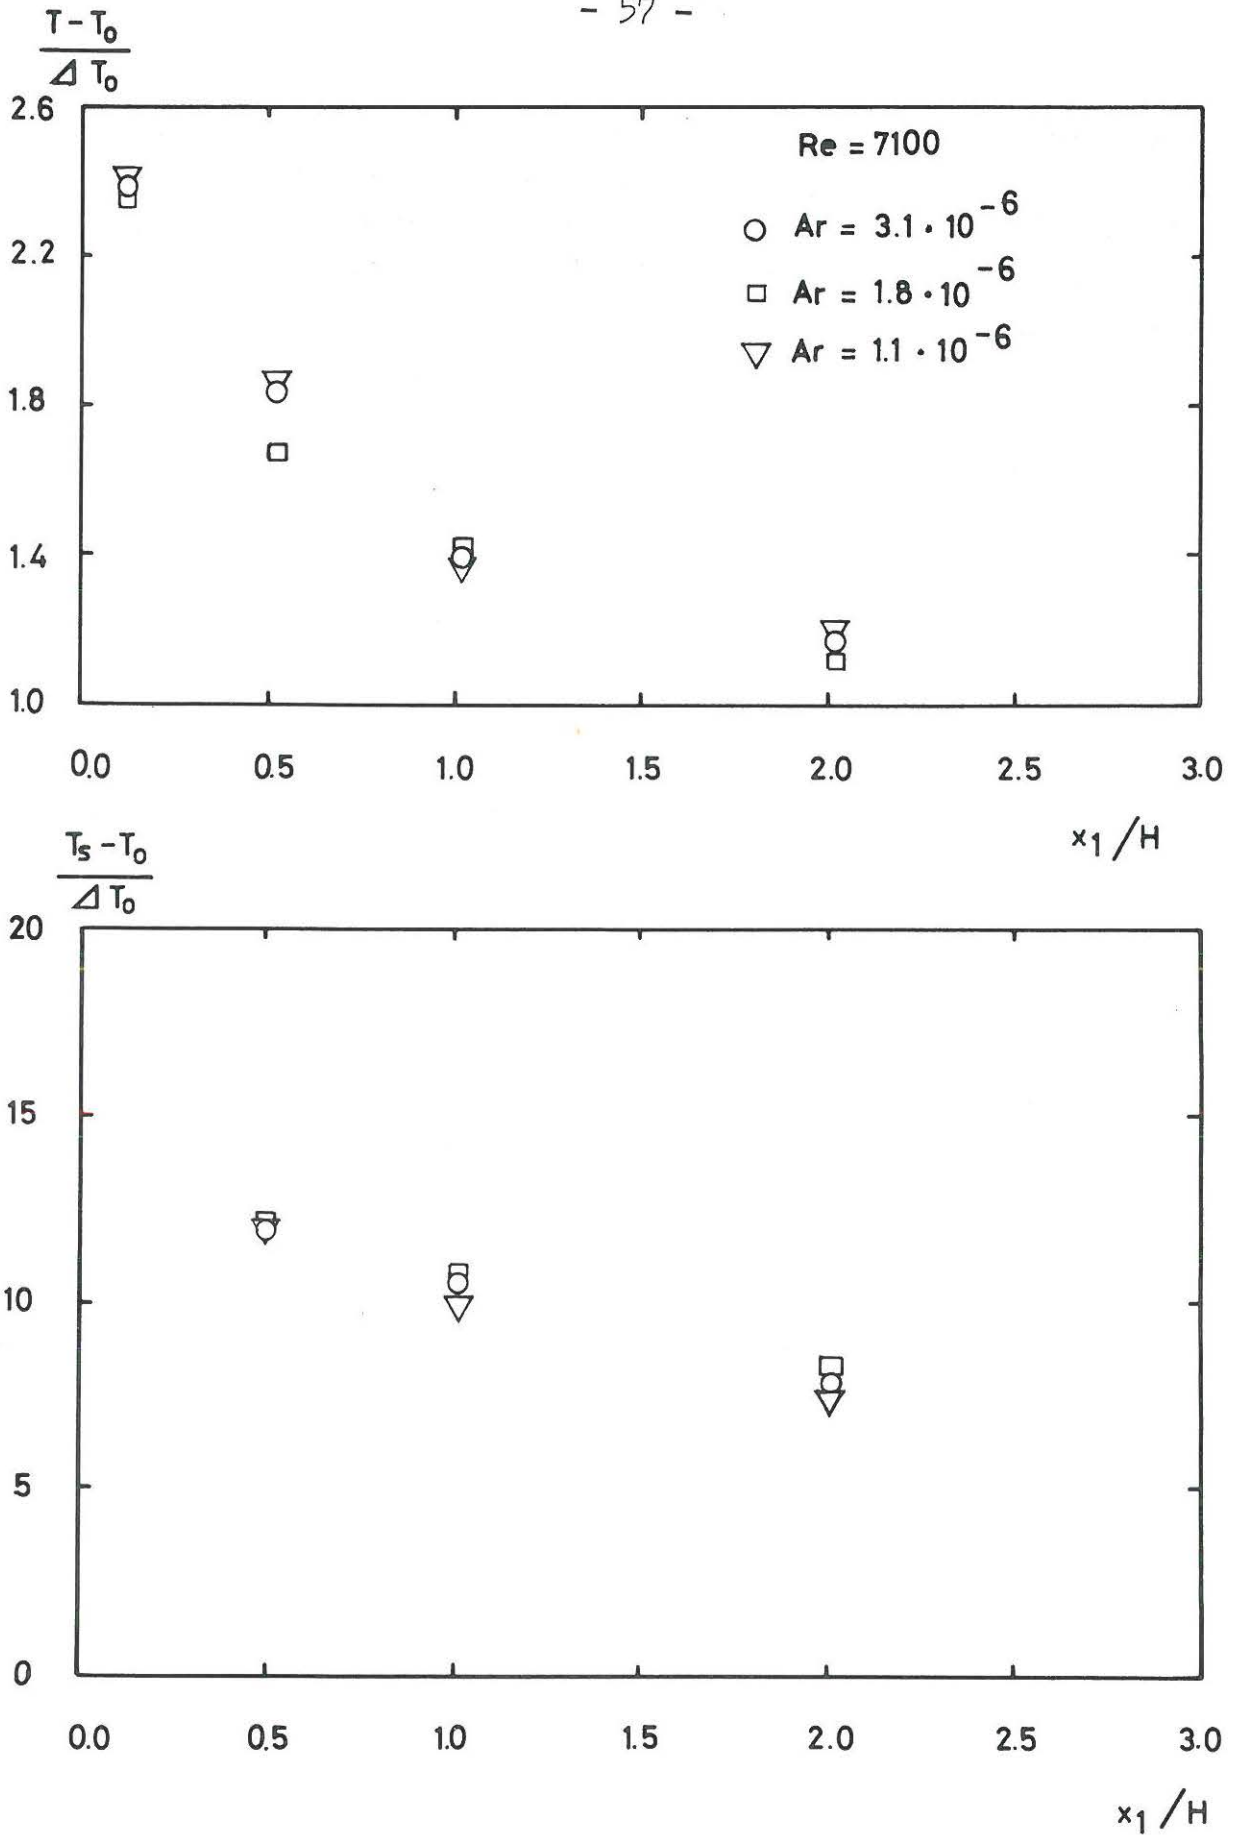 - 57 -
T - T₀
Δ T₀
2.6
2.2
1.8
1.4
1.0
Re = 7100
○ Ar = 3.1 · 10⁻⁶
□ Ar = 1.8 · 10⁻⁶
▽ Ar = 1.1 · 10⁻⁶
0.0 0.5 1.0 1.5 2.0 2.5 3.0
x₁ / H
Tₛ - T₀
Δ T₀
20
15
10
5
0
0.0 0.5 1.0 1.5 2.0 2.5 3.0
x₁ / H